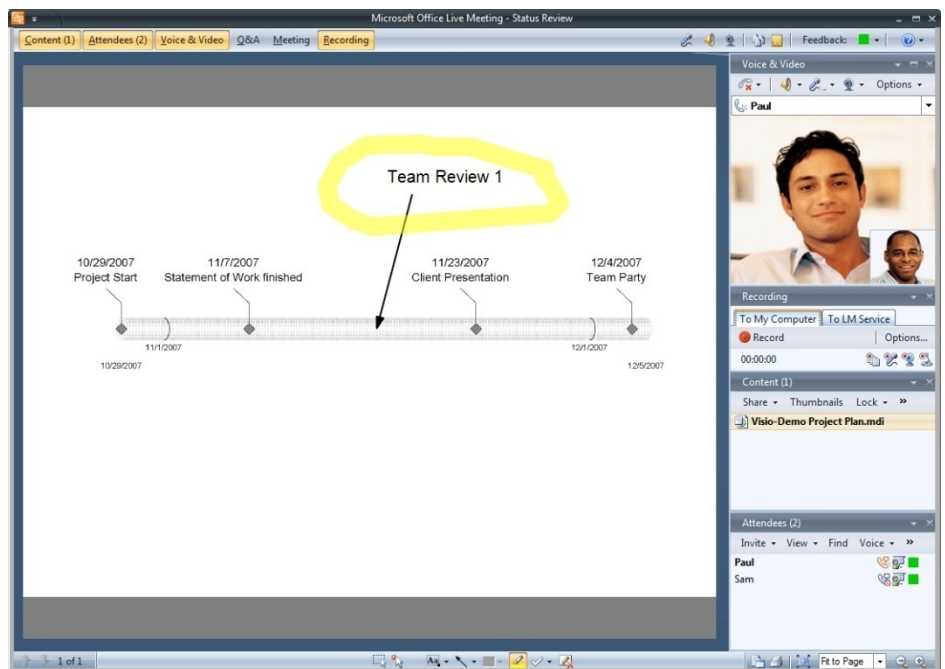 Microsoft Office Live Meeting - Status Review
Content (1) Attendees (2) Voice & Video Q&A Meeting Recording
Feedback:
Voice & Video
Options
Paul
Team Review 1
10/29/2007
Project Start
11/7/2007
Statement of Work finished
11/23/2007
Client Presentation
12/4/2007
Team Party
11/1/2007
12/1/2007
10/29/2007
12/5/2007
Recording
To My Computer To LM Service
Record Options...
00:00:00
Content (1)
Share Thumbnails Lock »
Visio-Demo Project Plan.mdi
Attendees (2)
Invite View Find Voice »
Paul
Sam
1 of 1
Aa
Fit to Page